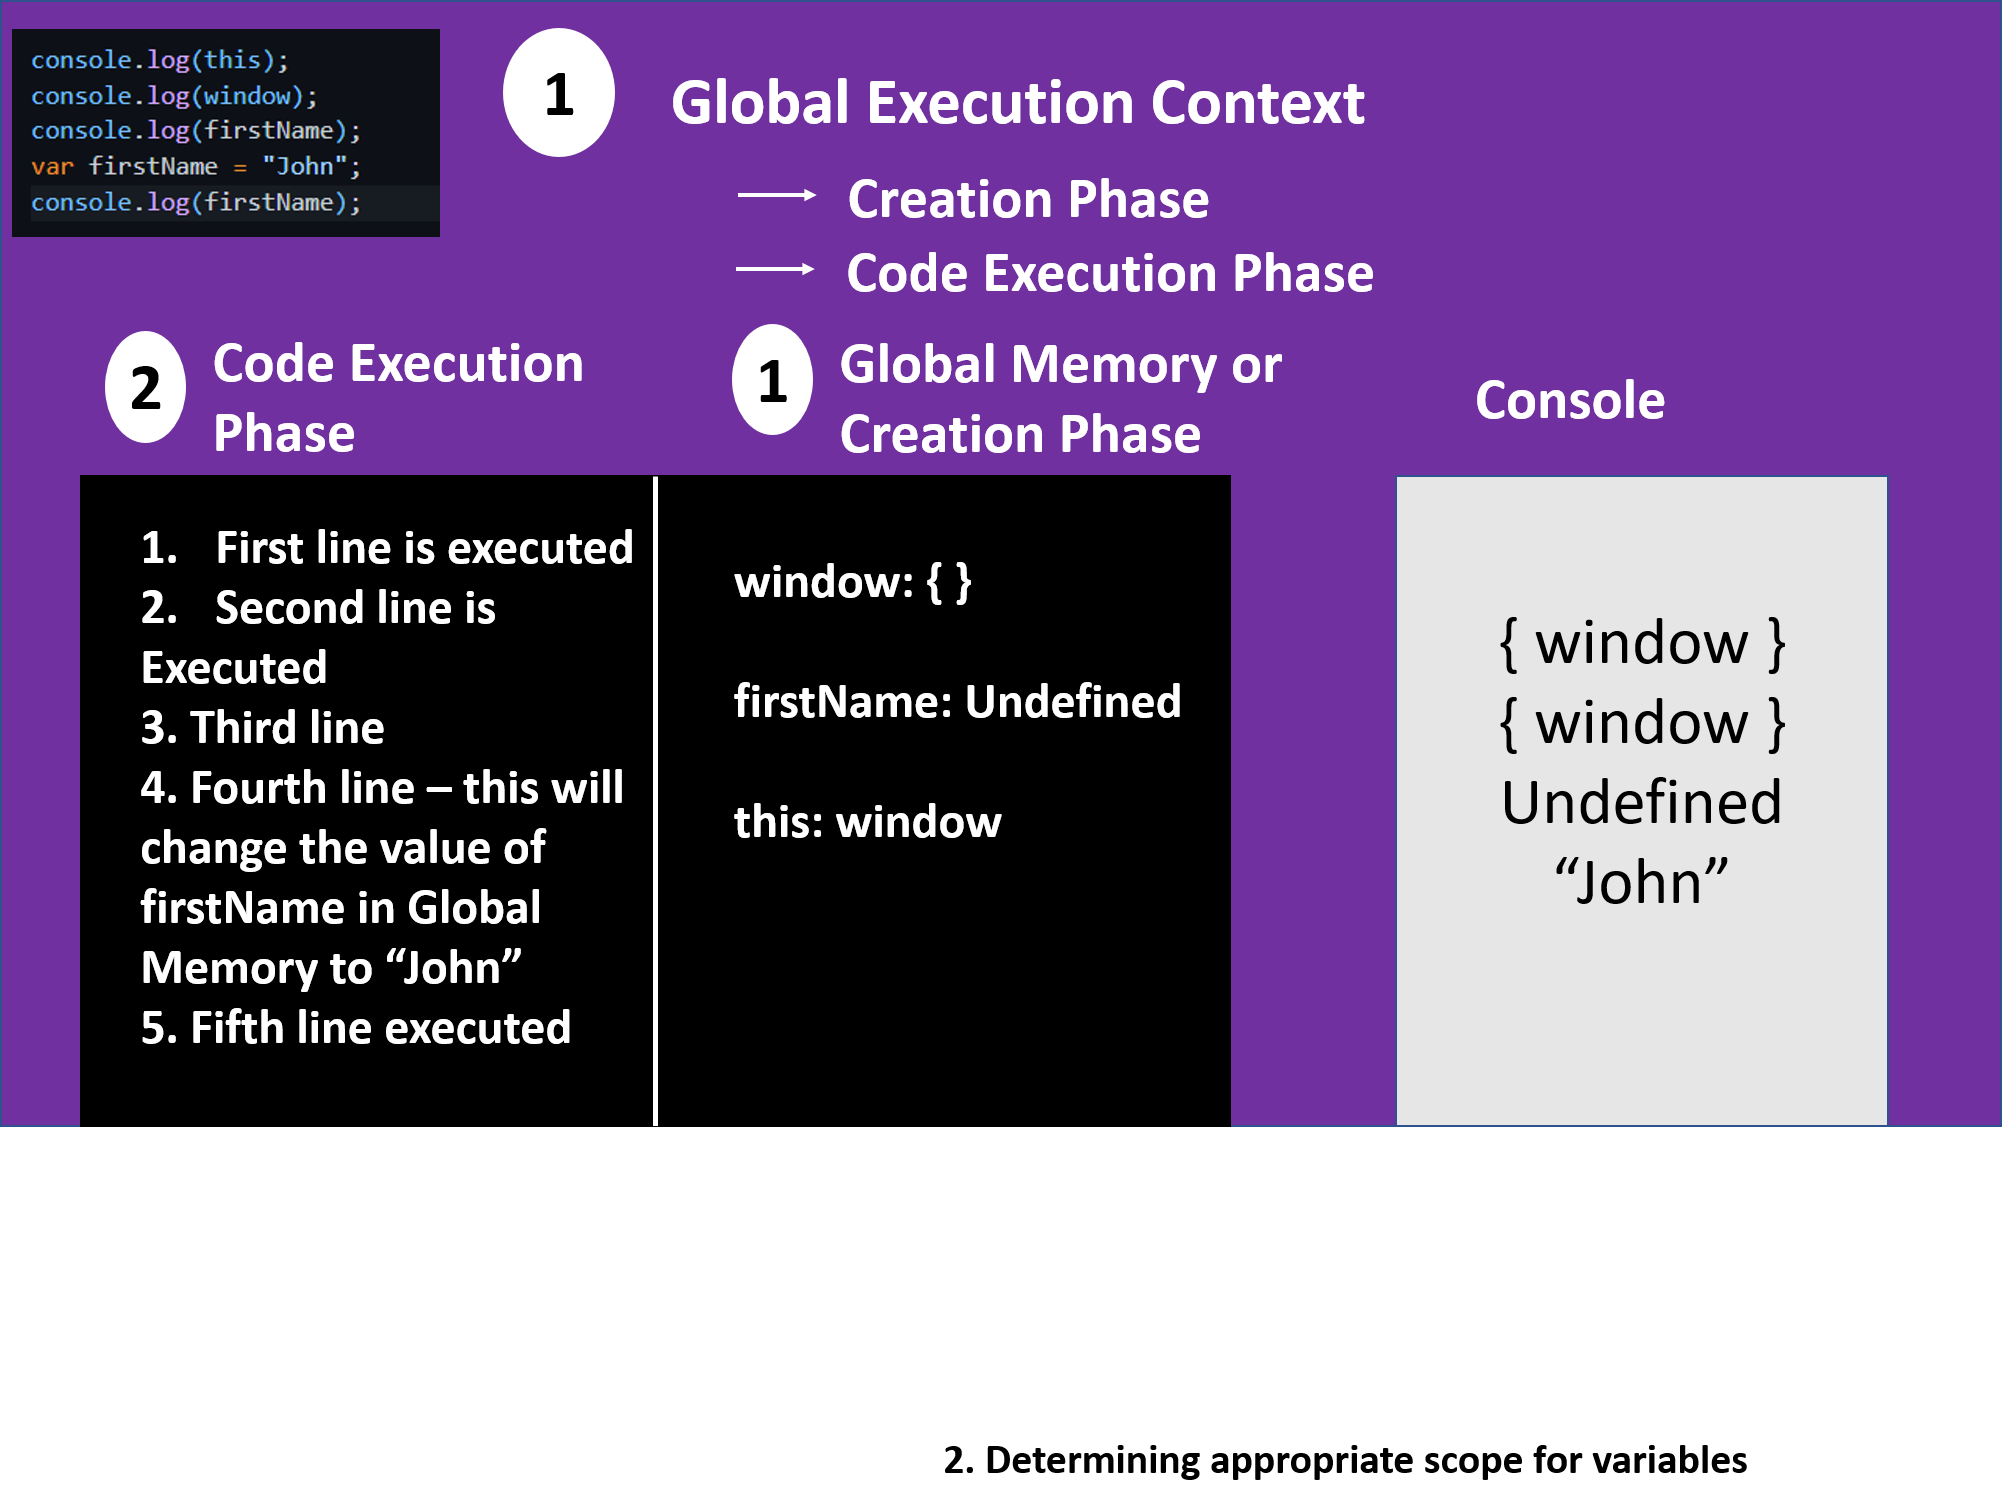 console.log(this);
console.log(window);
console.log(firstName);
var firstName = "John";
console.log(firstName);
1
Global Execution Context
Creation Phase
Code Execution Phase
2
Code Execution
Phase
1
Global Memory or
Creation Phase
Console
1. First line is executed
2. Second line is
Executed
3. Third line
4. Fourth line – this will
change the value of
firstName in Global
Memory to “John”
5. Fifth line executed
window: { }
firstName: Undefined
this: window
{ window }
{ window }
Undefined
“John”
2. Determining appropriate scope for variables